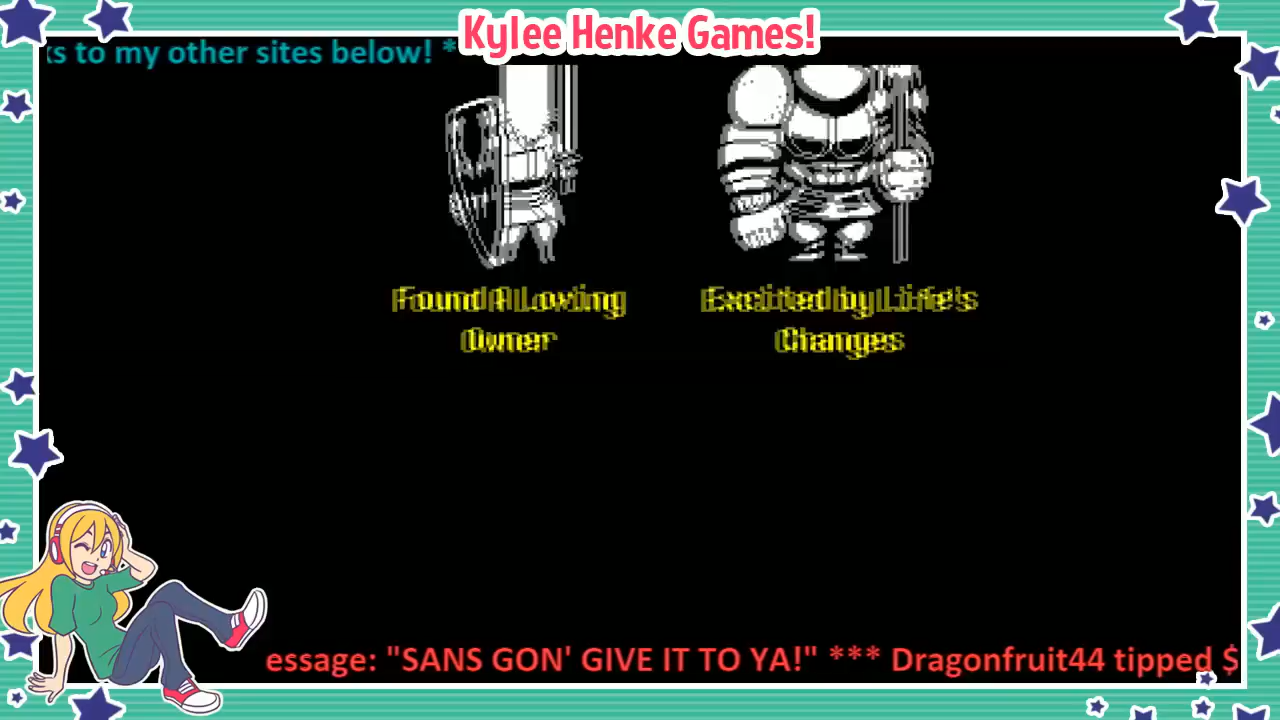 Kylee Henke Games!
ks to my other sites below! *
Found A Loving
Owner
Excited by Life's
Changes
essage: "SANS GON' GIVE IT TO YA!" *** Dragonfruit44 tipped $